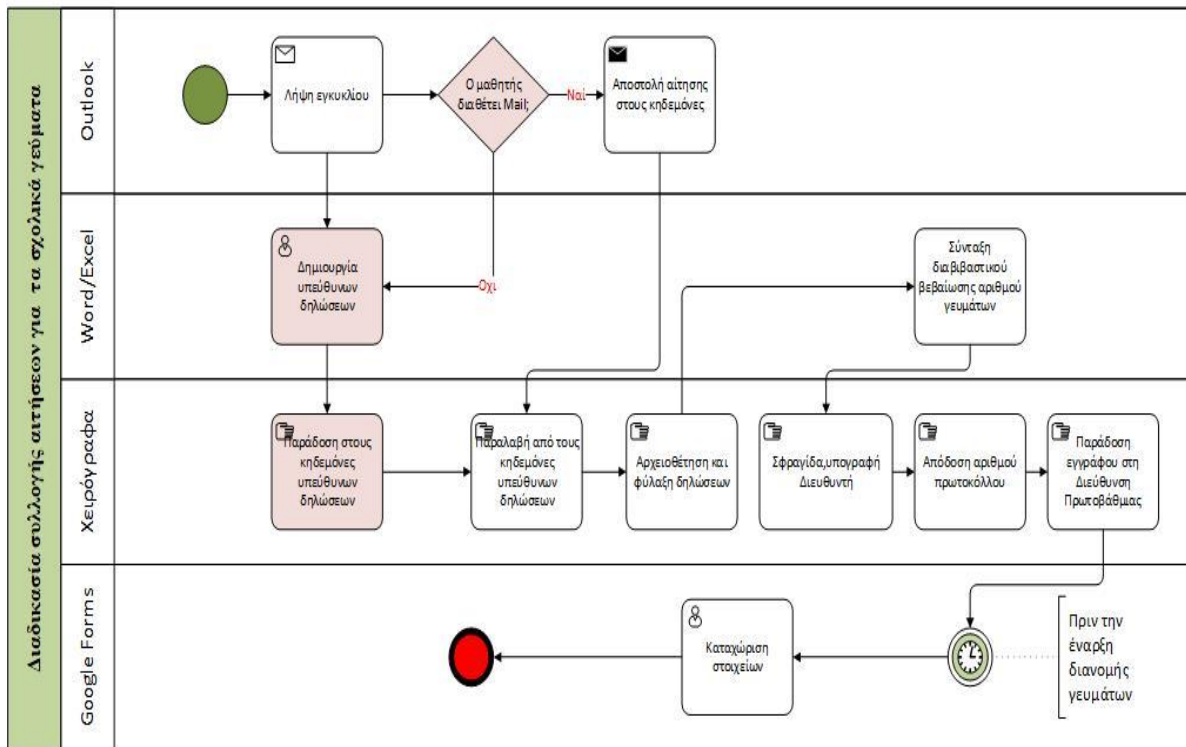 Διαδικασία συλλογής αιτήσεων για τα σχολικά γεύματα
Outlook
Λήψη εγκυκλίου
Ο μαθητής
διαθέτει Mail;
Ναί
Αποστολή αίτησης
στους κηδεμόνες
Word/Excel
Δημιουργία
υπεύθυνων
δηλώσεων
Οχι
Σύνταξη
διαβιβαστικού
βεβαίωσης αριθμού
γευμάτων
Χειρόγραφα
Παράδοση στους
κηδεμόνες
υπεύθυνων
δηλώσεων
Παραλαβή από τους
κηδεμόνες
υπεύθυνων
δηλώσεων
Αρχειοθέτηση και
φύλαξη δηλώσεων
Σφραγίδα,υπογραφή
Διευθυντή
Απόδοση αριθμού
πρωτοκόλλου
Παράδοση
εγγράφου στη
Διεύθυνση
Πρωτοβάθμιας
Google Forms
Καταχώριση
στοιχείων
Πριν την
έναρξη
διανομής
γευμάτων